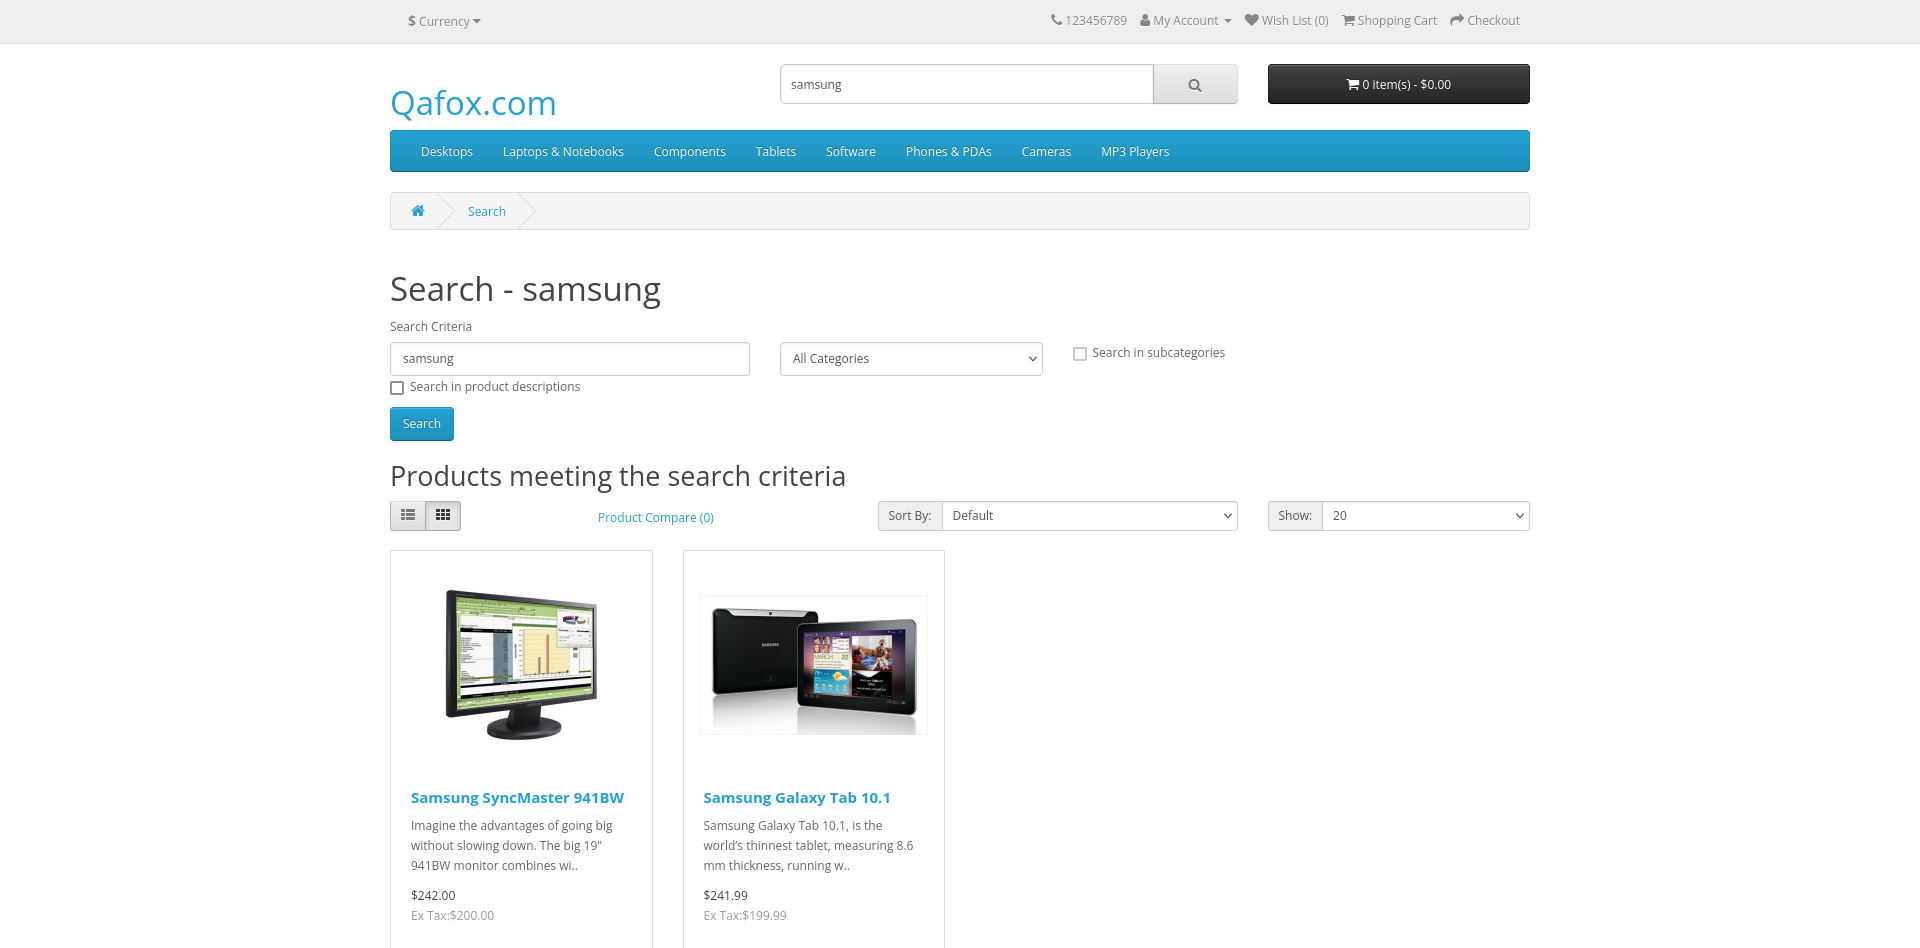 $ Currency
123456789 My Account Wish List (0) Shopping Cart Checkout
Qafox.com
samsung
0 item(s) - $0.00
Desktops Laptops & Notebooks Components Tablets Software Phones & PDAs Cameras MP3 Players
Search
Search - samsung
Search Criteria
samsung
All Categories
Search in subcategories
Search in product descriptions
Search
Products meeting the search criteria
Product Compare (0)
Sort By: Default
Show: 20
SAMSUNG
MARCH 22
Samsung SyncMaster 941BW
Imagine the advantages of going big
without slowing down. The big 19"
941BW monitor combines wi..
$242.00
Ex Tax:$200.00
Samsung Galaxy Tab 10.1
Samsung Galaxy Tab 10.1, is the
world’s thinnest tablet, measuring 8.6
mm thickness, running w..
$241.99
Ex Tax:$199.99